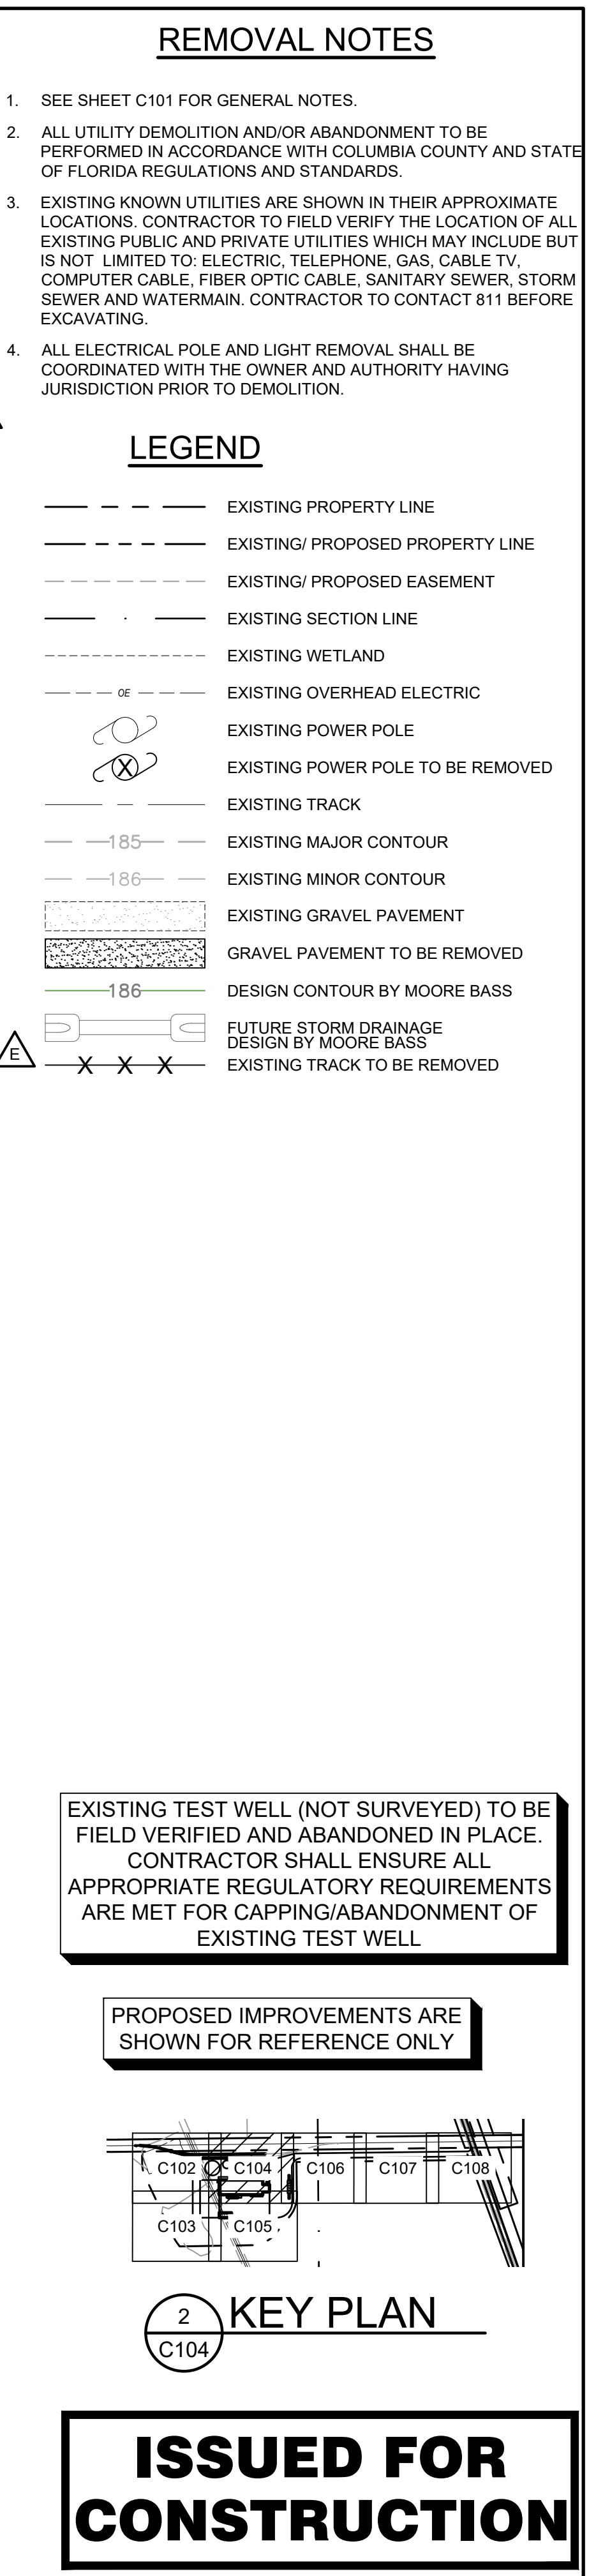 REMOVAL NOTES
1. SEE SHEET C101 FOR GENERAL NOTES.
2. ALL UTILITY DEMOLITION AND/OR ABANDONMENT TO BE
PERFORMED IN ACCORDANCE WITH COLUMBIA COUNTY AND STATE
OF FLORIDA REGULATIONS AND STANDARDS.
3. EXISTING KNOWN UTILITIES ARE SHOWN IN THEIR APPROXIMATE
LOCATIONS. CONTRACTOR TO FIELD VERIFY THE LOCATION OF ALL
EXISTING PUBLIC AND PRIVATE UTILITIES WHICH MAY INCLUDE BUT
IS NOT LIMITED TO: ELECTRIC, TELEPHONE, GAS, CABLE TV,
COMPUTER CABLE, FIBER OPTIC CABLE, SANITARY SEWER, STORM
SEWER AND WATERMAIN. CONTRACTOR TO CONTACT 811 BEFORE
EXCAVATING.
4. ALL ELECTRICAL POLE AND LIGHT REMOVAL SHALL BE
COORDINATED WITH THE OWNER AND AUTHORITY HAVING
JURISDICTION PRIOR TO DEMOLITION.
LEGEND
EXISTING PROPERTY LINE
EXISTING/ PROPOSED PROPERTY LINE
EXISTING/ PROPOSED EASEMENT
EXISTING SECTION LINE
EXISTING WETLAND
OE EXISTING OVERHEAD ELECTRIC
EXISTING POWER POLE
X EXISTING POWER POLE TO BE REMOVED
EXISTING TRACK
185 EXISTING MAJOR CONTOUR
186 EXISTING MINOR CONTOUR
EXISTING GRAVEL PAVEMENT
GRAVEL PAVEMENT TO BE REMOVED
186 DESIGN CONTOUR BY MOORE BASS
FUTURE STORM DRAINAGE
DESIGN BY MOORE BASS
E X X X EXISTING TRACK TO BE REMOVED
EXISTING TEST WELL (NOT SURVEYED) TO BE
FIELD VERIFIED AND ABANDONED IN PLACE.
CONTRACTOR SHALL ENSURE ALL
APPROPRIATE REGULATORY REQUIREMENTS
ARE MET FOR CAPPING/ABANDONMENT OF
EXISTING TEST WELL
PROPOSED IMPROVEMENTS ARE
SHOWN FOR REFERENCE ONLY
C102 C104 C106 C107 C108
C103 C105
2 KEY PLAN
C104
ISSUED FOR
CONSTRUCTION